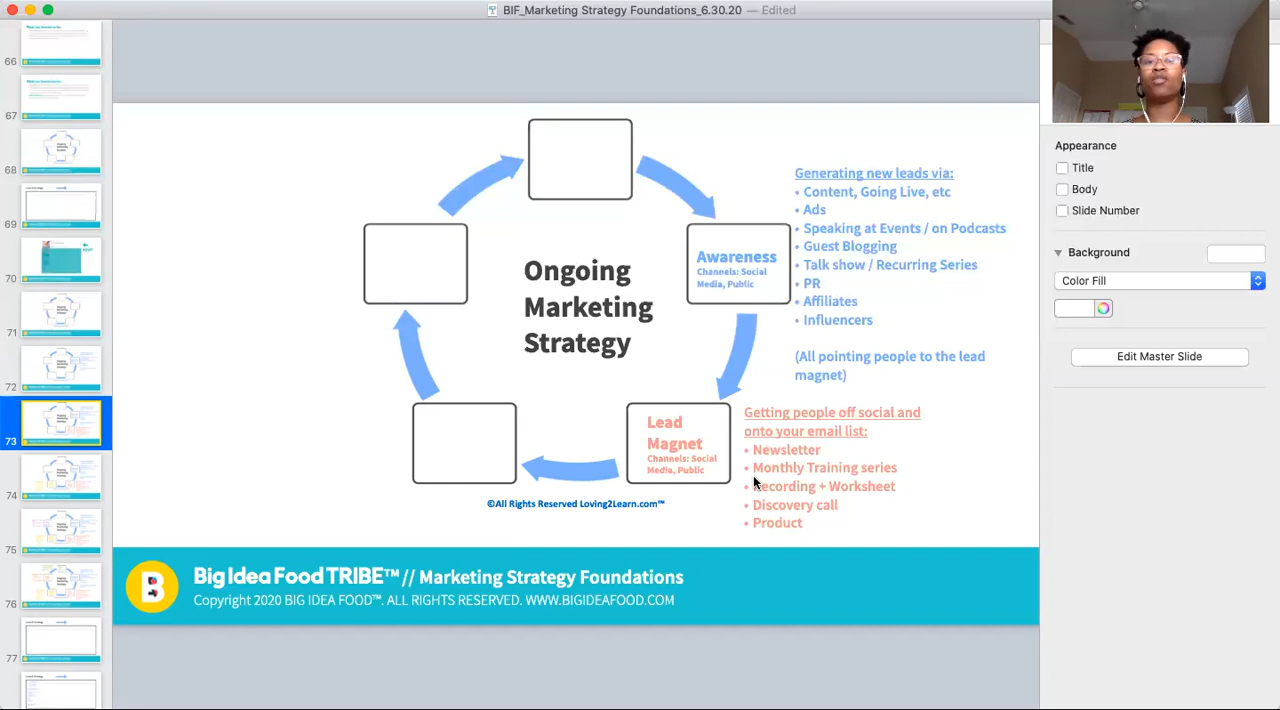 BIF_Marketing Strategy Foundations_6.30.20 — Edited
66
67
68
69
70
71
72
73
74
75
76
77
Ongoing
Marketing
Strategy
Awareness
Channels: Social
Media, Public
Generating new leads via:
• Content, Going Live, etc
• Ads
• Speaking at Events / on Podcasts
• Guest Blogging
• Talk show / Recurring Series
• PR
• Affiliates
• Influencers
(All pointing people to the lead
magnet)
Lead
Magnet
Channels: Social
Media, Public
Getting people off social and
onto your email list:
• Newsletter
• Monthly Training series
• Recording + Worksheet
• Discovery call
• Product
©All Rights Reserved Loving2Learn.com™
B
Big Idea Food TRIBE™ // Marketing Strategy Foundations
Copyright 2020 BIG IDEA FOOD™. ALL RIGHTS RESERVED. WWW.BIGIDEAFOOD.COM
Appearance
Title
Body
Slide Number
Background
Color Fill
Edit Master Slide